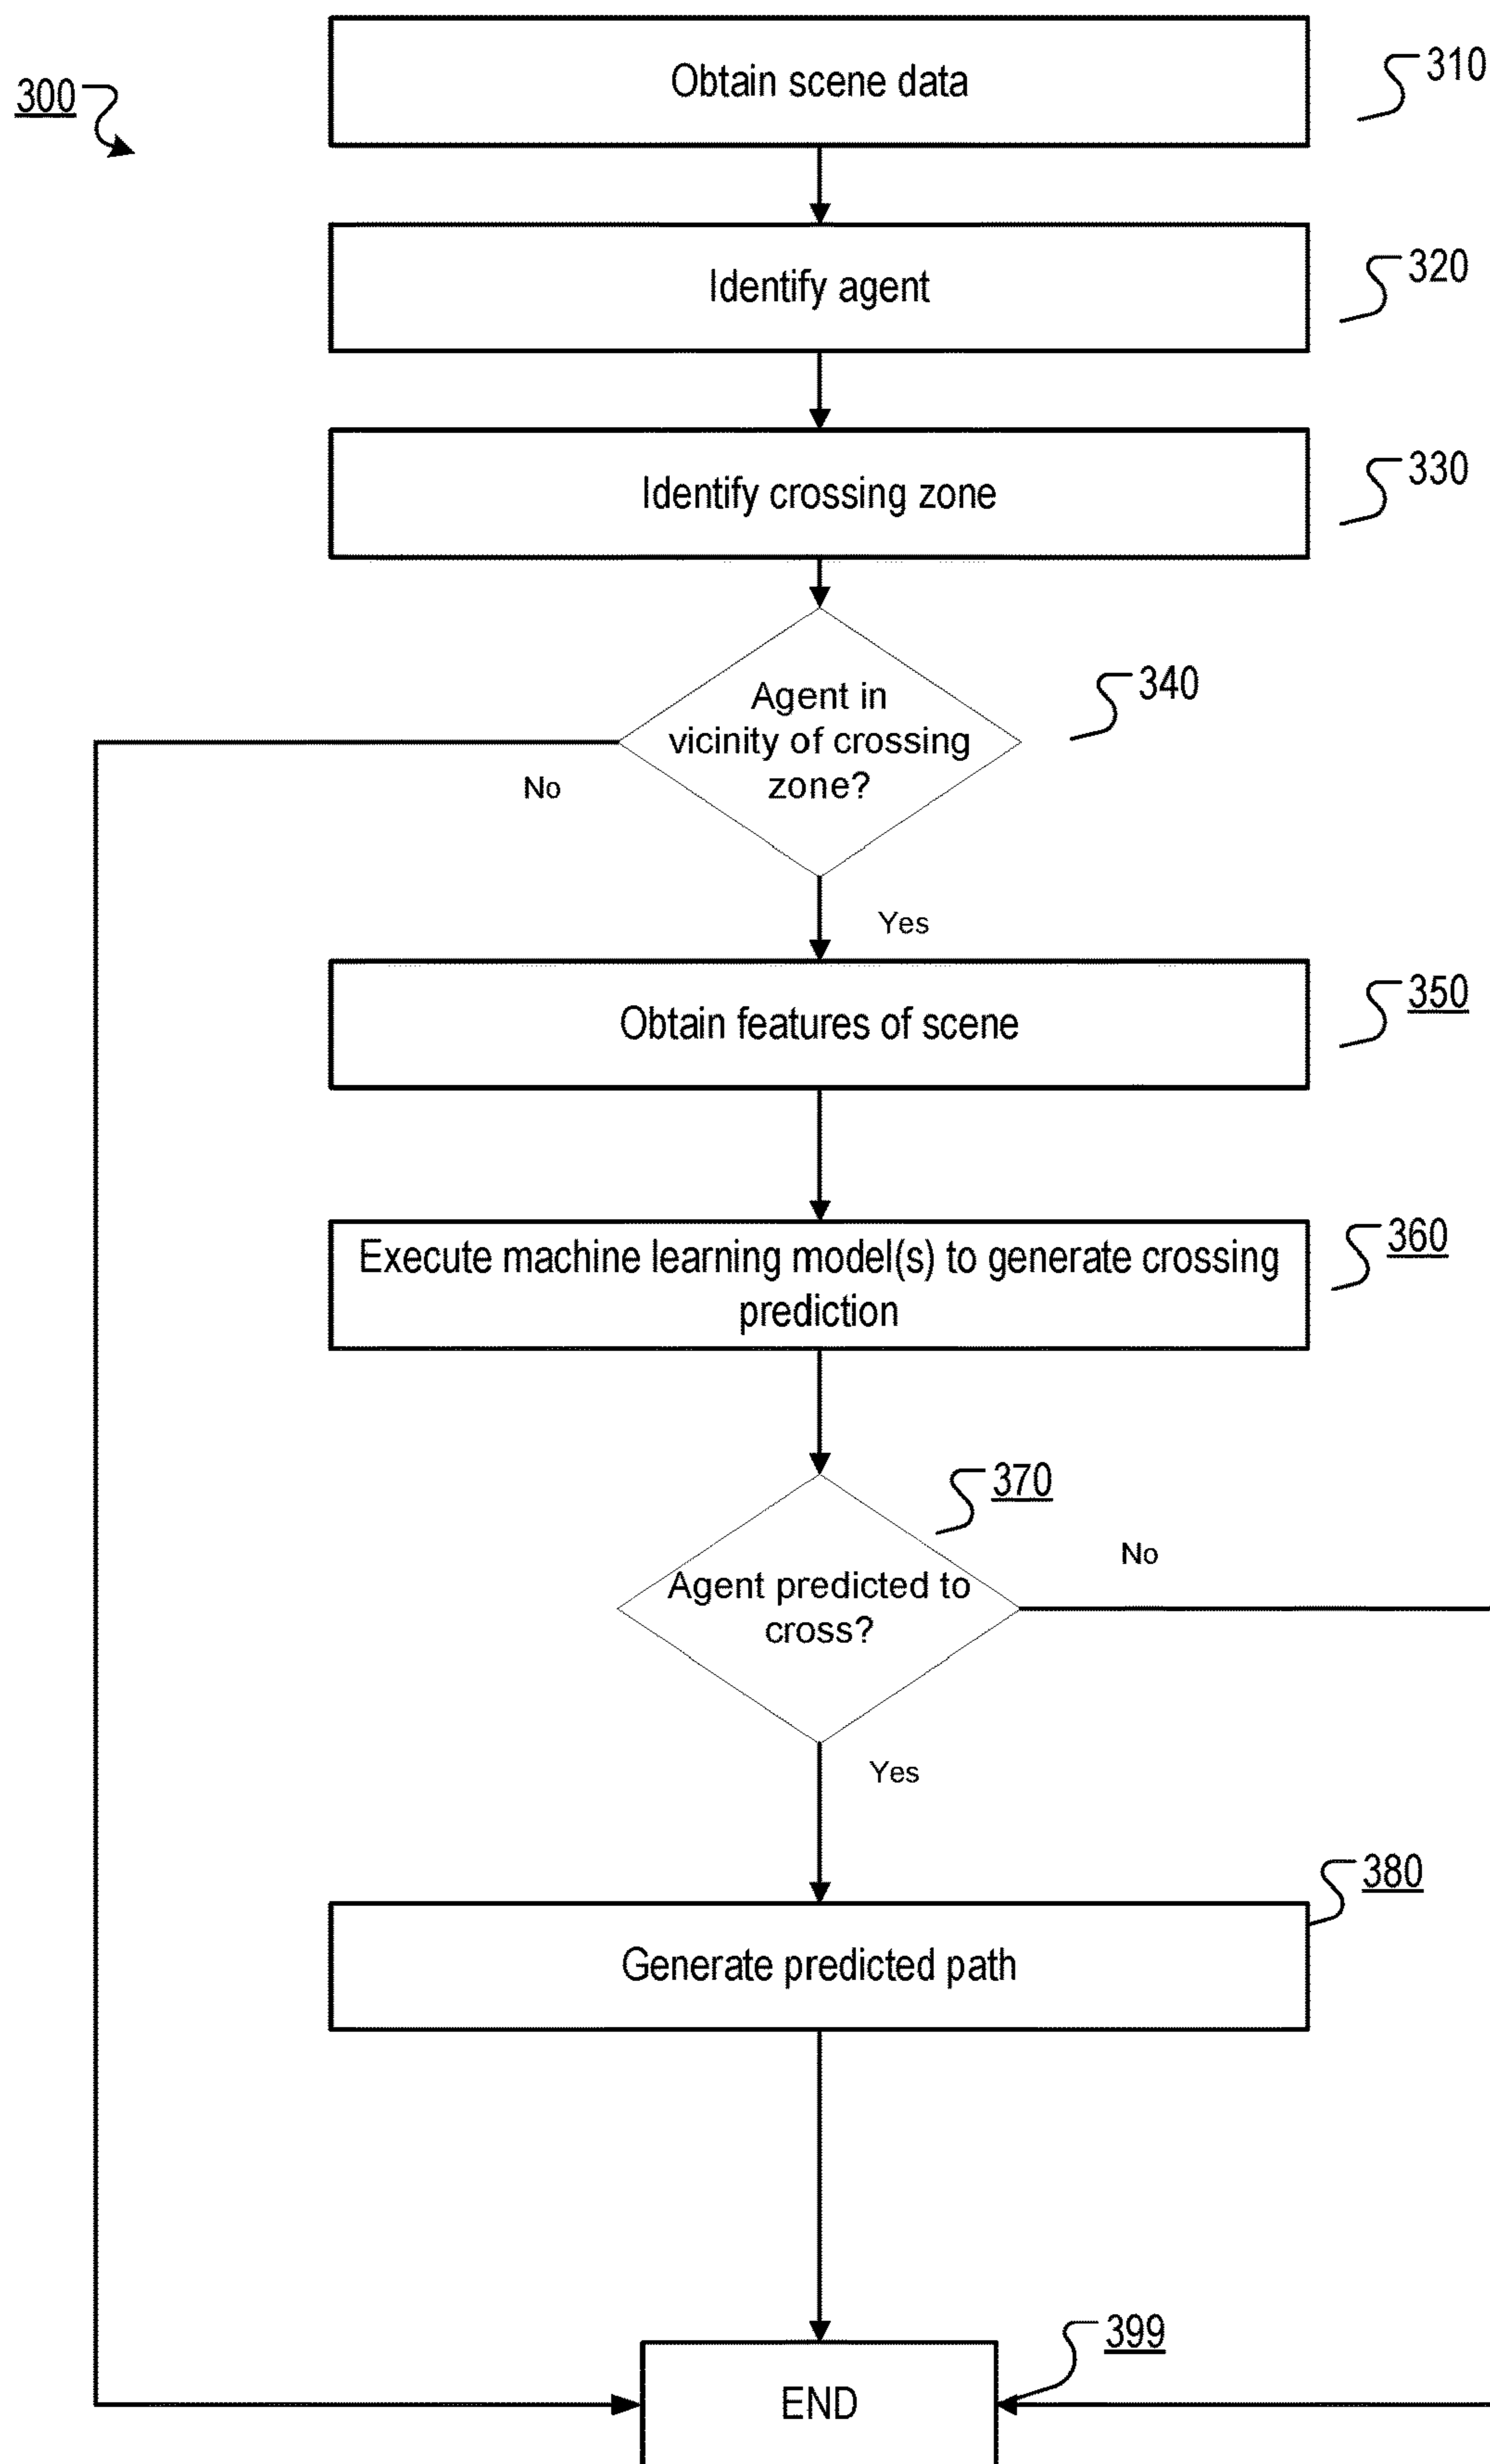 300
Obtain scene data
310
Identify agent
320
Identify crossing zone
330
Agent in
vicinity of crossing
zone?
340
No
Yes
Obtain features of scene
350
Execute machine learning model(s) to generate crossing
prediction
360
370
Agent predicted to
cross?
No
Yes
380
Generate predicted path
399
END